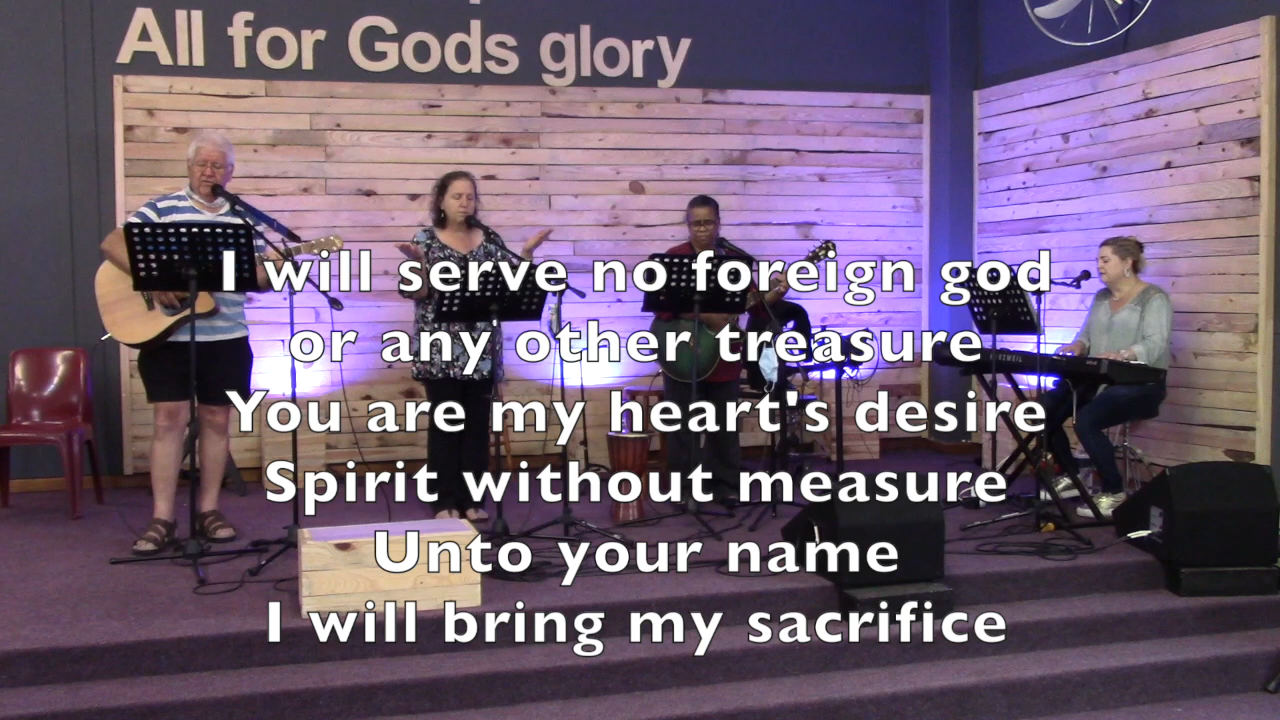 All for Gods glory
I will serve no foreign god
or any other treasure
You are my heart's desire
Spirit without measure
Unto your name
I will bring my sacrifice
KURZWEIL